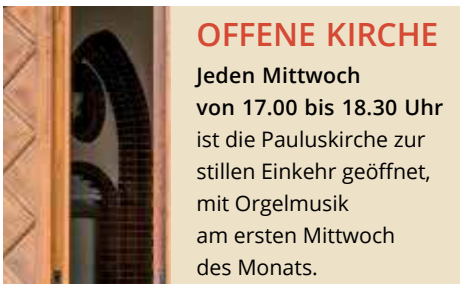 OFFENE KIRCHE
Jeden Mittwoch
von 17.00 bis 18.30 Uhr
ist die Pauluskirche zur
stillen Einkehr geöffnet,
mit Orgelmusik
am ersten Mittwoch
des Monats.